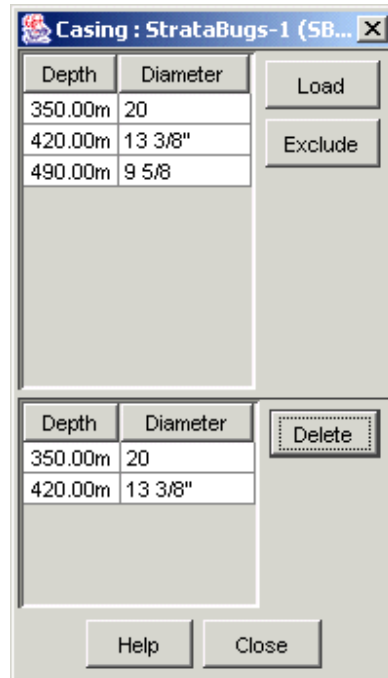 Casing : StrataBugs-1 (SB...
Depth Diameter
Load
350.00m 20
420.00m 13 3/8"
Exclude
490.00m 9 5/8
Depth Diameter
Delete
350.00m 20
420.00m 13 3/8"
Help Close